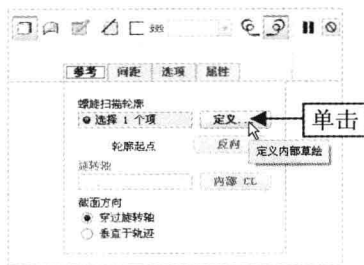 参考 间距 选项 属性
螺旋扫描轮廓
选择 1 个项 定义...
单击
轮廓起点 反向
定义内部草绘
旋转轴
内部 CL
截面方向
穿过旋转轴
垂直于轨迹